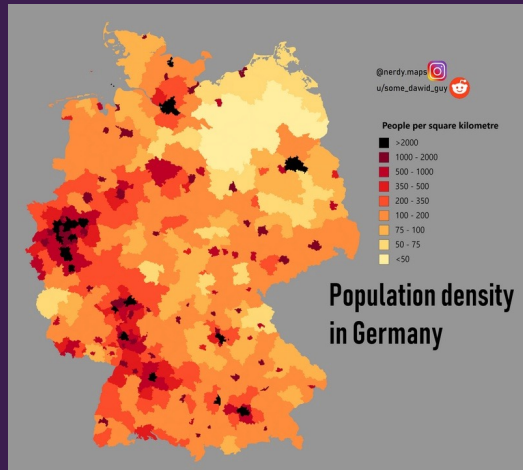 @nerdy.maps
u/some_dawid_guy
People per square kilometre
>2000
1000 - 2000
500 - 1000
350 - 500
200 - 350
100 - 200
75 - 100
50 - 75
<50
Population density
in Germany